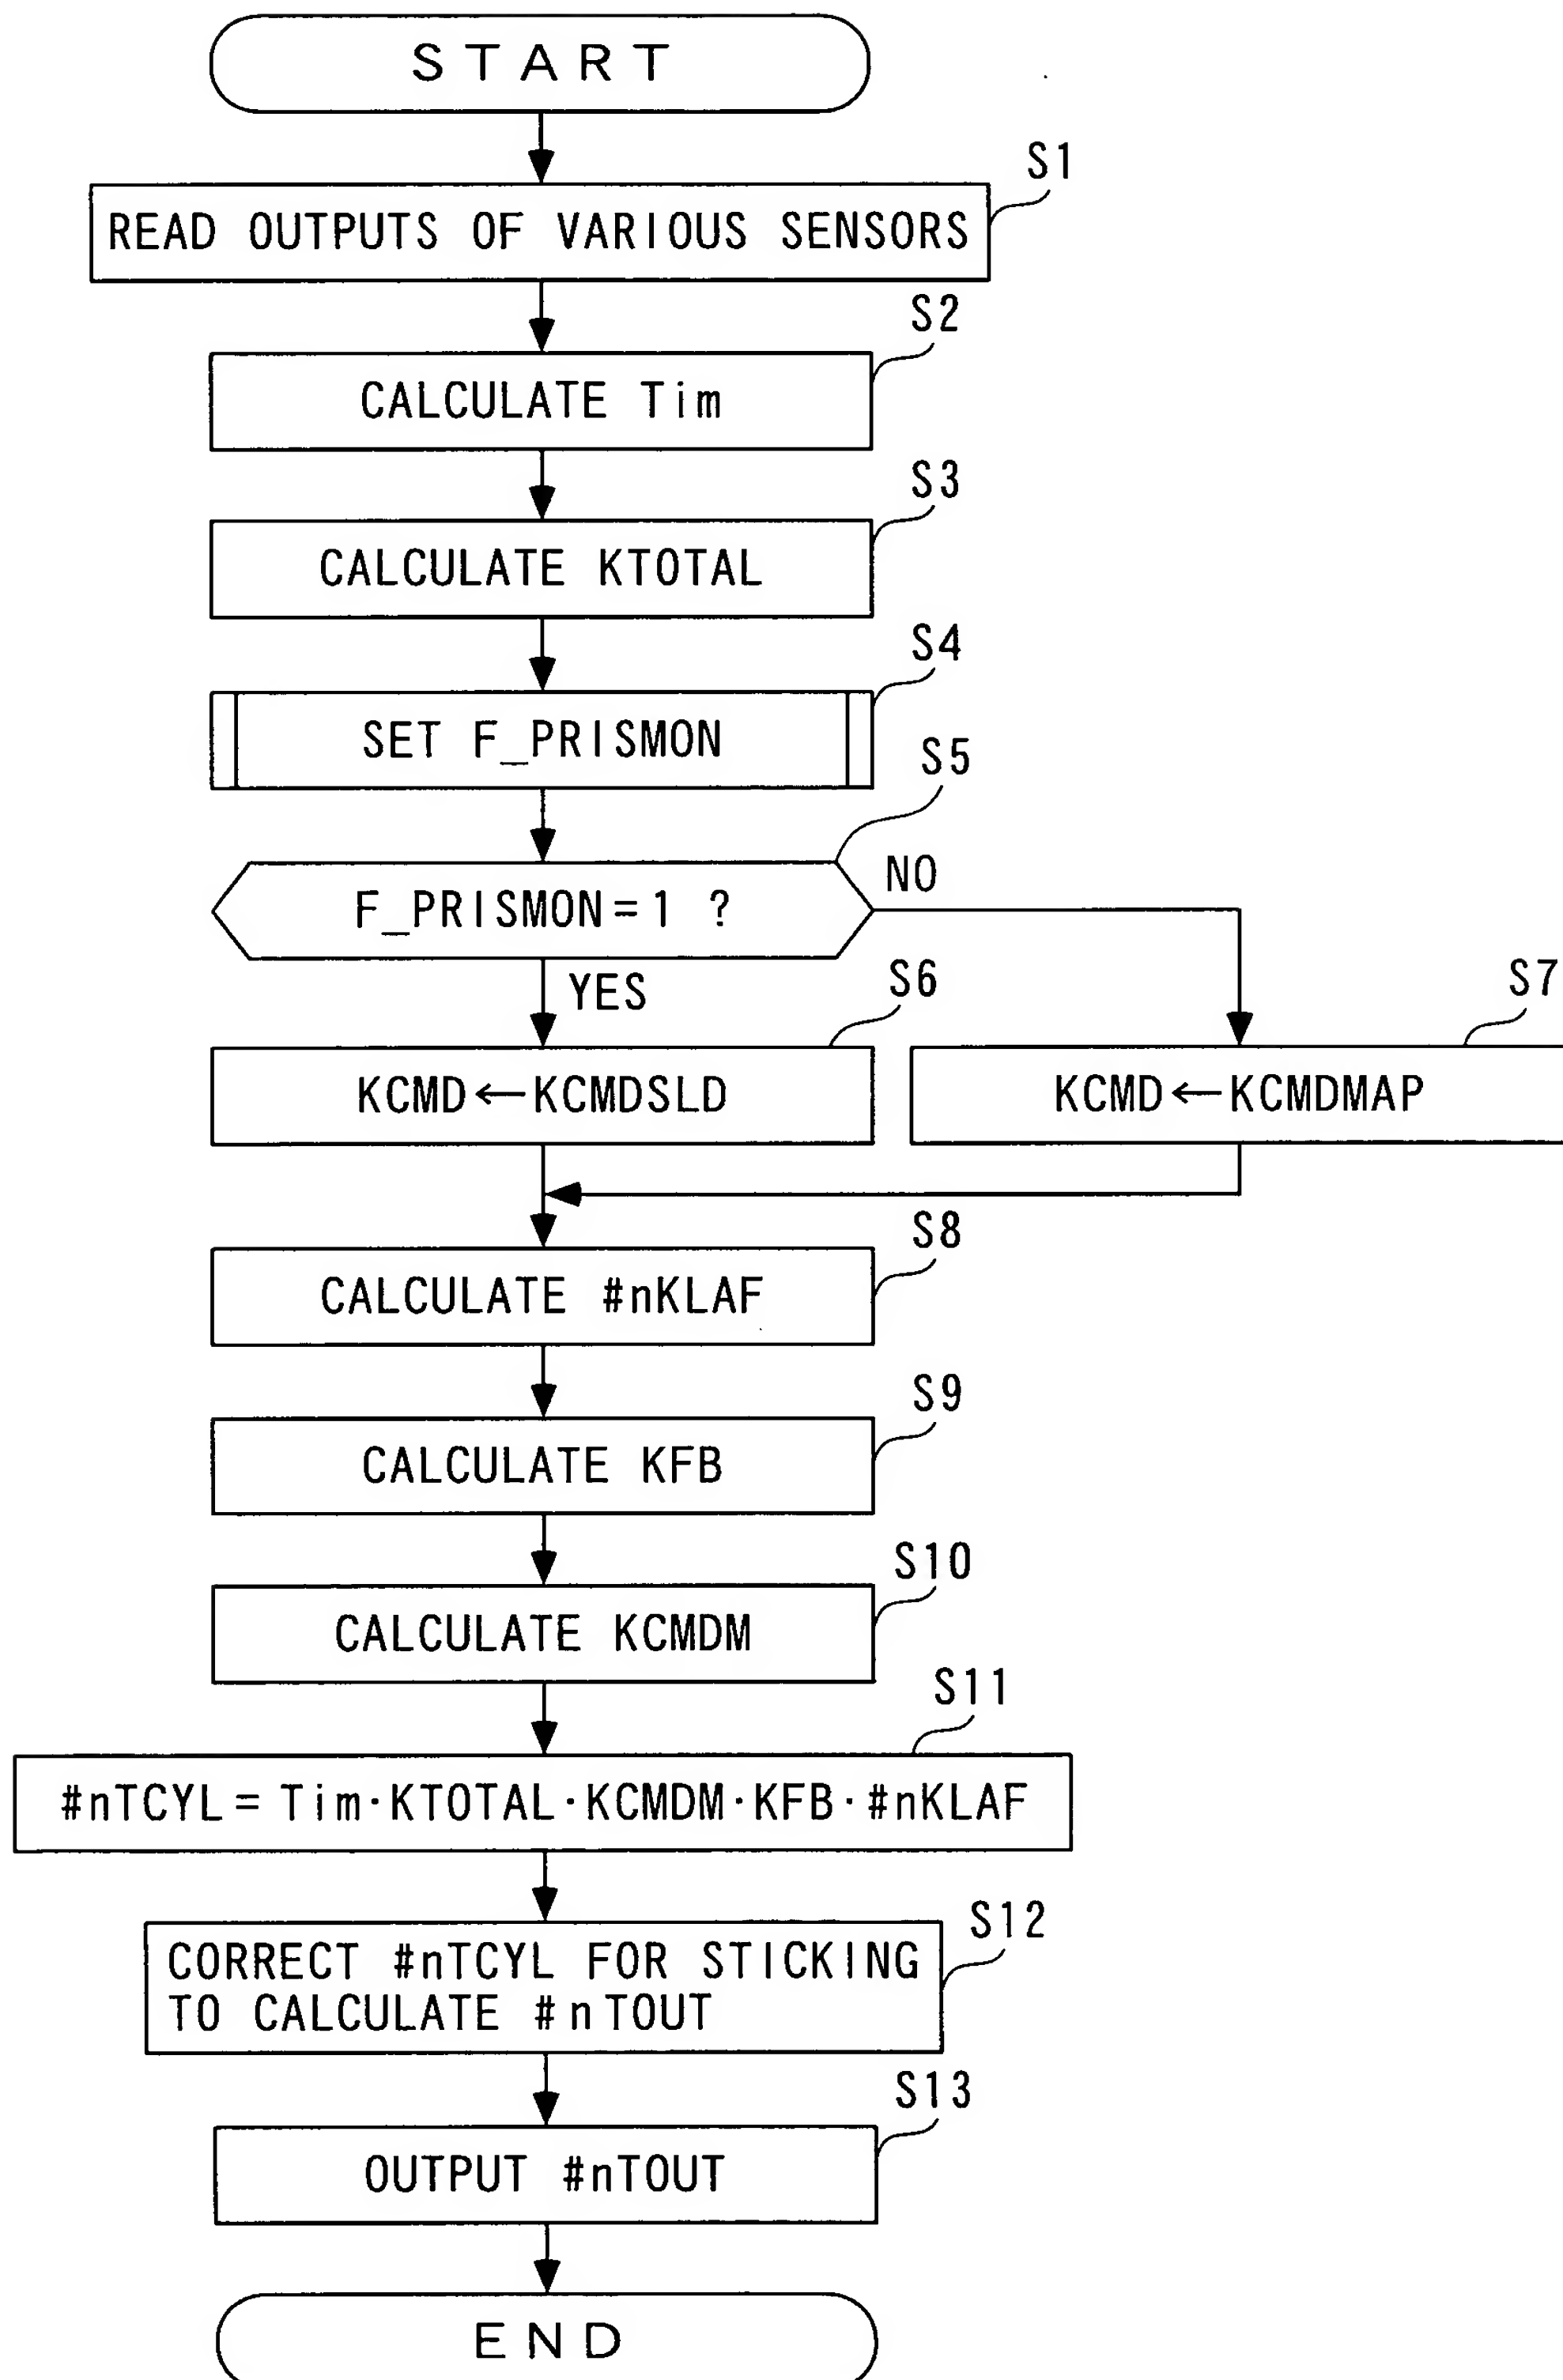 START
S1
READ OUTPUTS OF VARIOUS SENSORS
S2
CALCULATE Tim
S3
CALCULATE KTOTAL
S4
SET F_PRISMON
S5
F_PRISMON=1 ?
NO
YES
S6
KCMD←KCMDSLD
S7
KCMD←KCMDMAP
S8
CALCULATE #nKLAF
S9
CALCULATE KFB
S10
CALCULATE KCMDM
S11
#nTCYL=Tim·KTOTAL·KCMDM·KFB·#nKLAF
S12
CORRECT #nTCYL FOR STICKING
TO CALCULATE #nTOUT
S13
OUTPUT #nTOUT
END